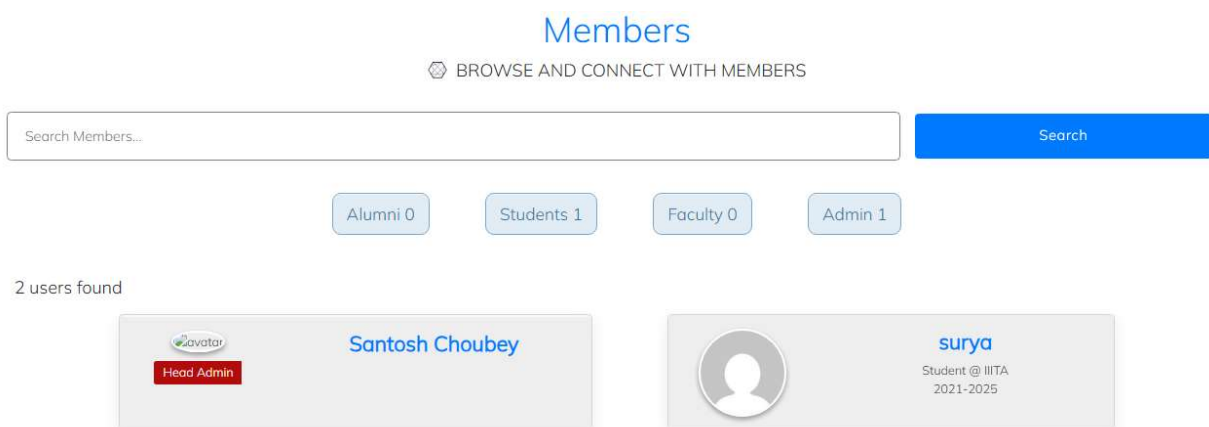 Members
BROWSE AND CONNECT WITH MEMBERS
Search Members...
Search
Alumni 0
Students 1
Faculty 0
Admin 1
2 users found
avatar
Head Admin
Santosh Choubey
surya
Student @ IIITA
2021-2025